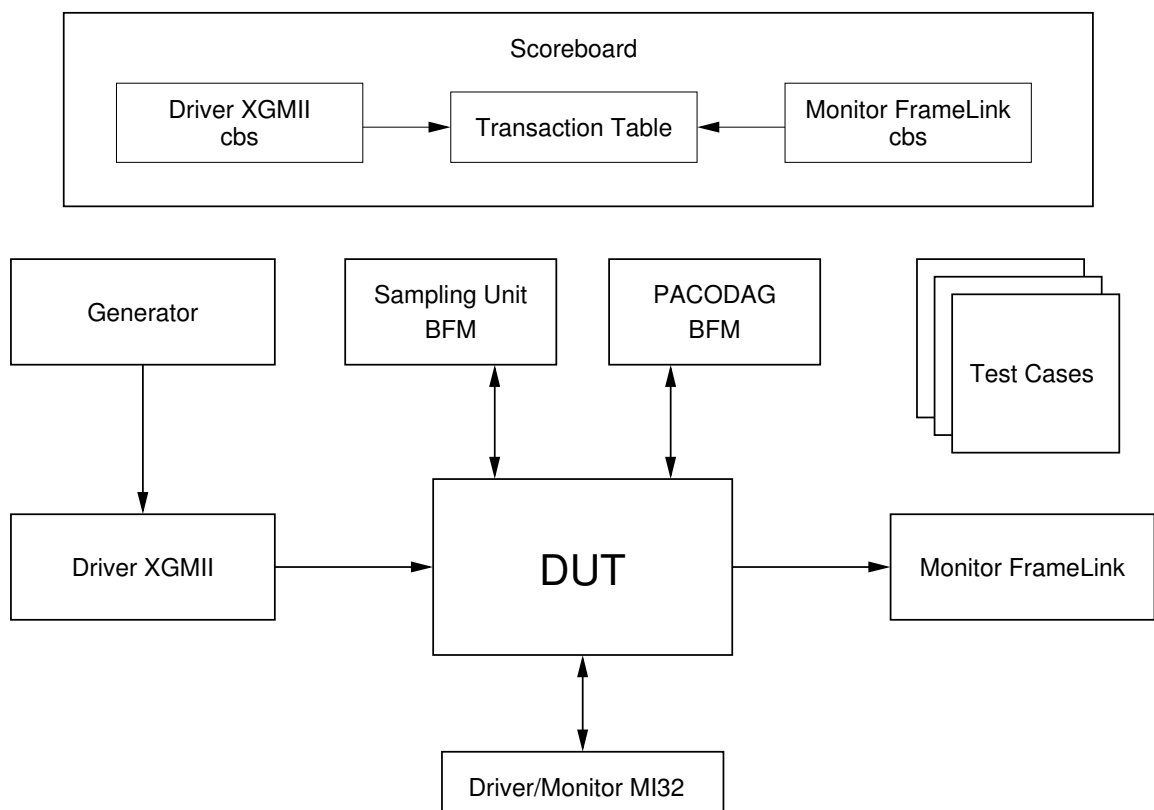 Scoreboard
Driver XGMII
cbs
Transaction Table
Monitor FrameLink
cbs
Generator
Sampling Unit
BFM
PACODAG
BFM
Test Cases
Driver XGMII
DUT
Monitor FrameLink
Driver/Monitor MI32